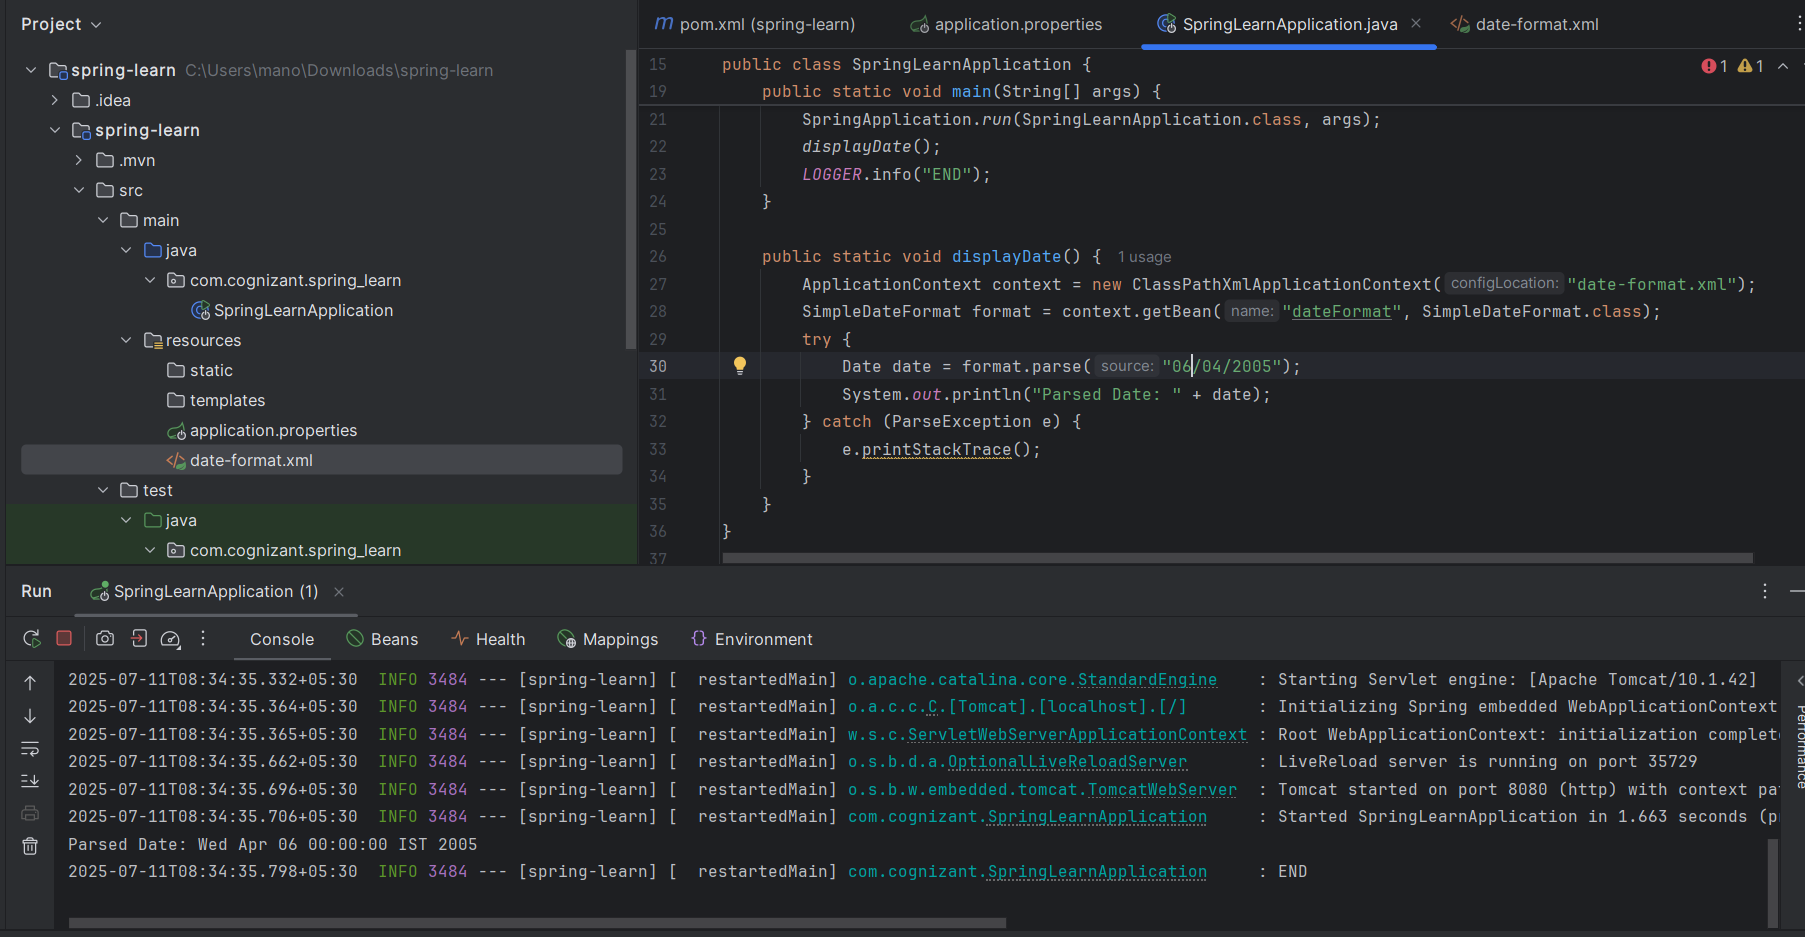 Project
spring-learn C:\Users\mano\Downloads\spring-learn
.idea
spring-learn
.mvn
src
main
java
com.cognizant.spring_learn
SpringLearnApplication
resources
static
templates
application.properties
date-format.xml
test
java
com.cognizant.spring_learn
pom.xml (spring-learn) application.properties SpringLearnApplication.java date-format.xml
1 1
15 public class SpringLearnApplication {
19 public static void main(String[] args) {
21 SpringApplication.run(SpringLearnApplication.class, args);
22 displayDate();
23 LOGGER.info("END");
24 }
25
26 public static void displayDate() { 1 usage
27 ApplicationContext context = new ClassPathXmlApplicationContext( configLocation: "date-format.xml");
28 SimpleDateFormat format = context.getBean( name: "dateFormat", SimpleDateFormat.class);
29 try {
30 Date date = format.parse( source: "06/04/2005");
31 System.out.println("Parsed Date: " + date);
32 } catch (ParseException e) {
33 e.printStackTrace();
34 }
35 }
36 }
37
Run SpringLearnApplication (1)
Console Beans Health Mappings Environment
2025-07-11T08:34:35.332+05:30 INFO 3484 --- [spring-learn] [ restartedMain] o.apache.catalina.core.StandardEngine : Starting Servlet engine: [Apache Tomcat/10.1.42]
2025-07-11T08:34:35.364+05:30 INFO 3484 --- [spring-learn] [ restartedMain] o.a.c.c.C.[Tomcat].[localhost].[/] : Initializing Spring embedded WebApplicationContext
2025-07-11T08:34:35.365+05:30 INFO 3484 --- [spring-learn] [ restartedMain] w.s.c.ServletWebServerApplicationContext : Root WebApplicationContext: initialization complet
2025-07-11T08:34:35.662+05:30 INFO 3484 --- [spring-learn] [ restartedMain] o.s.b.d.a.OptionalLiveReloadServer : LiveReload server is running on port 35729
2025-07-11T08:34:35.696+05:30 INFO 3484 --- [spring-learn] [ restartedMain] o.s.b.w.embedded.tomcat.TomcatWebServer : Tomcat started on port 8080 (http) with context pa
2025-07-11T08:34:35.706+05:30 INFO 3484 --- [spring-learn] [ restartedMain] com.cognizant.SpringLearnApplication : Started SpringLearnApplication in 1.663 seconds (p
Parsed Date: Wed Apr 06 00:00:00 IST 2005
2025-07-11T08:34:35.798+05:30 INFO 3484 --- [spring-learn] [ restartedMain] com.cognizant.SpringLearnApplication : END
Performance